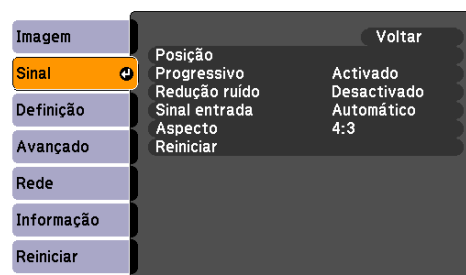 Imagem
Sinal
Definição
Avançado
Rede
Informação
Reiniciar
Voltar
Posição
Progressivo Activado
Redução ruído Desactivado
Sinal entrada Automático
Aspecto 4:3
Reiniciar